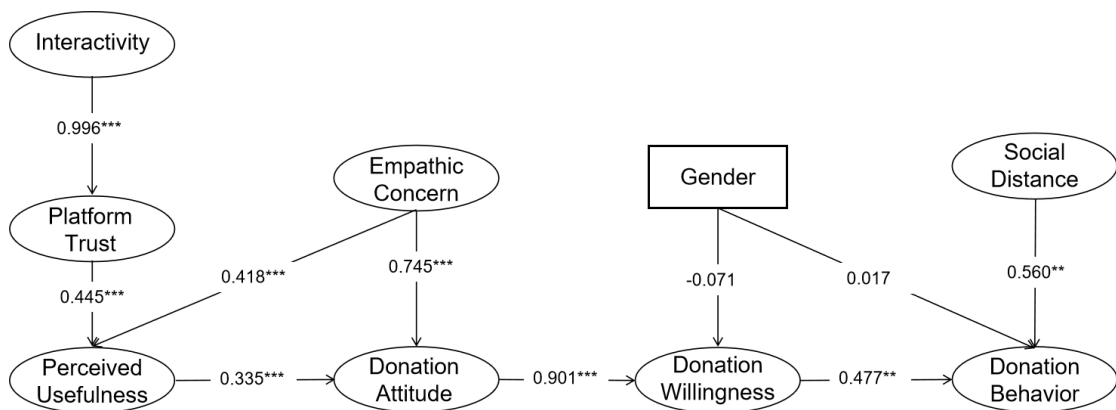 Interactivity
0.996***
Empathic
Concern
Gender
Social
Distance
Platform
Trust
0.418***
0.745***
-0.071
0.017
0.560**
0.445***
Perceived
Usefulness
0.335***
Donation
Attitude
0.901***
Donation
Willingness
0.477**
Donation
Behavior